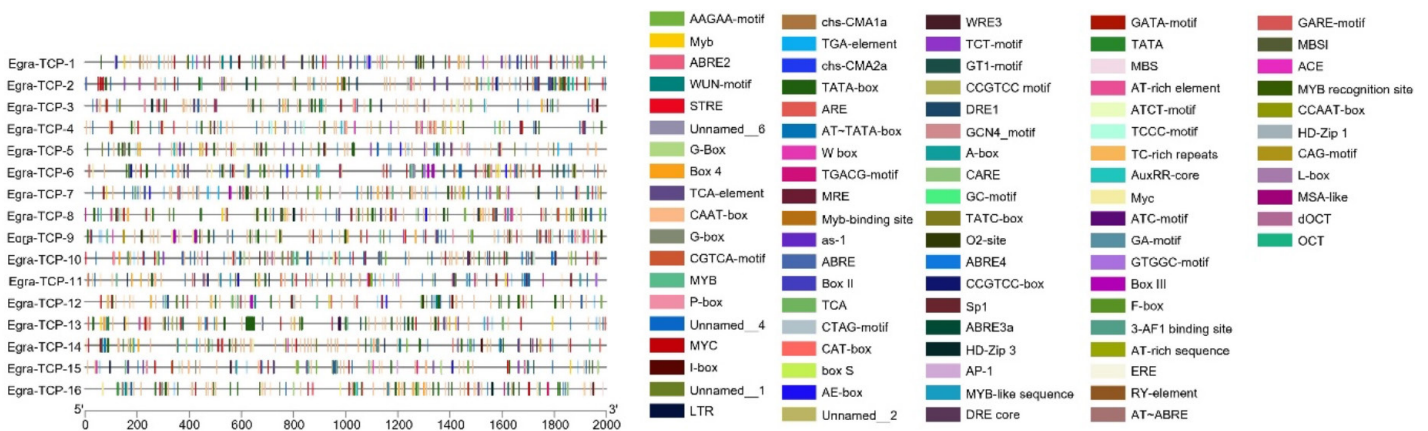 Egra-TCP-1
Egra-TCP-2
Egra-TCP-3
Egra-TCP-4
Egra-TCP-5
Egra-TCP-6
Egra-TCP-7
Egra-TCP-8
Egra-TCP-9
Egra-TCP-10
Egra-TCP-11
Egra-TCP-12
Egra-TCP-13
Egra-TCP-14
Egra-TCP-15
Egra-TCP-16
5' 3'
0 200 400 600 800 1000 1200 1400 1600 1800 2000
AAGAA-motif
Myb
ABRE2
WUN-motif
STRE
Unnamed__6
G-Box
Box 4
TCA-element
CAAT-box
G-box
CGTCA-motif
MYB
P-box
Unnamed__4
MYC
I-box
Unnamed__1
LTR
chs-CMA1a
TGA-element
chs-CMA2a
TATA-box
ARE
AT~TATA-box
W box
TGACG-motif
MRE
Myb-binding site
as-1
ABRE
Box II
TCA
CTAG-motif
CAT-box
box S
AE-box
Unnamed__2
WRE3
TCT-motif
GT1-motif
CCGTCC motif
DRE1
GCN4_motif
A-box
CARE
GC-motif
TATC-box
O2-site
ABRE4
CCGTCC-box
Sp1
ABRE3a
HD-Zip 3
AP-1
MYB-like sequence
DRE core
GATA-motif
TATA
MBS
AT-rich element
ATCT-motif
TCCC-motif
TC-rich repeats
AuxRR-core
Myc
ATC-motif
GA-motif
GTGGC-motif
Box III
F-box
3-AF1 binding site
AT-rich sequence
ERE
RY-element
AT~ABRE
GARE-motif
MBSI
ACE
MYB recognition site
CCAAT-box
HD-Zip 1
CAG-motif
L-box
MSA-like
dOCT
OCT